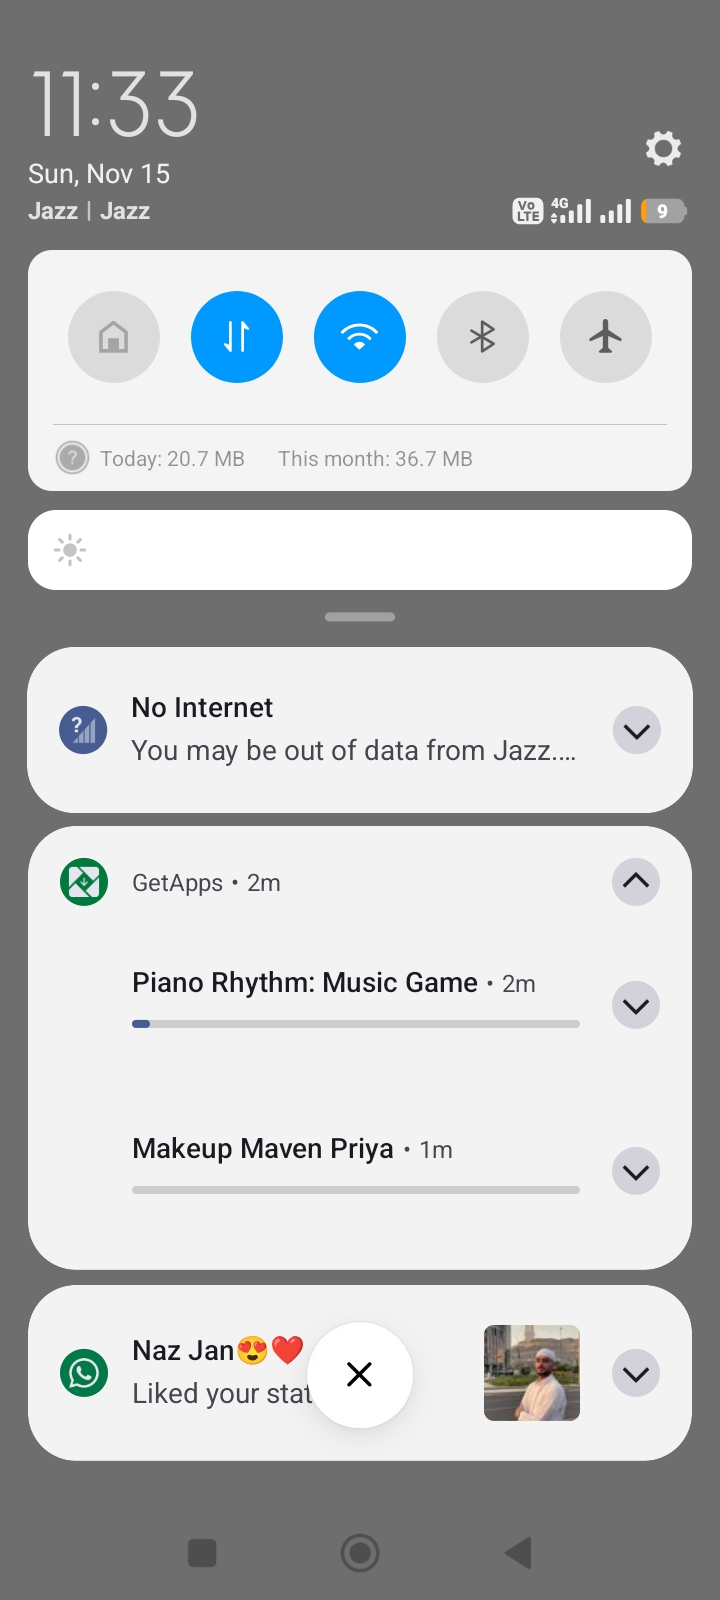 11:33
Sun, Nov 15
Jazz | Jazz
Vo LTE 4G 9
Today: 20.7 MB This month: 36.7 MB
No Internet
You may be out of data from Jazz....
GetApps • 2m
Piano Rhythm: Music Game • 2m
Makeup Maven Priya • 1m
Naz Jan😍❤️
Liked your stat